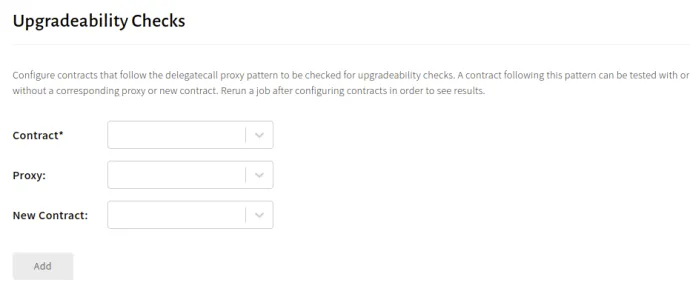 Upgradeability Checks
Configure contracts that follow the delegatecall proxy pattern to be checked for upgradeability checks. A contract following this pattern can be tested with or
without a corresponding proxy or new contract. Rerun a job after configuring contracts in order to see results.
Contract*
Proxy:
New Contract:
Add